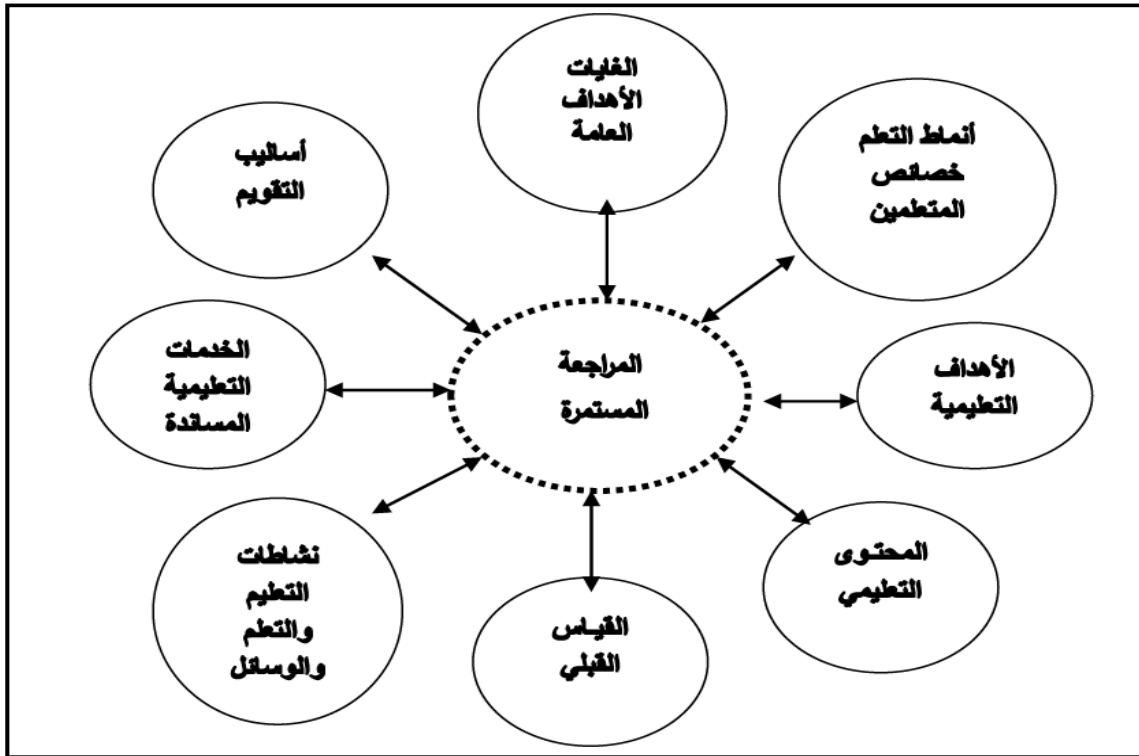 الغايات
الأهداف
العامة
أنماط التعلم
خصائص
المتعلمين
الأهداف
التعليمية
المحتوى
التعليمي
القياس
القبلي
نشاطات
التعليم
والتعلم
والوسائل
الخدمات
التعليمية
المساندة
أساليب
التقويم
المراجعة
المستمرة